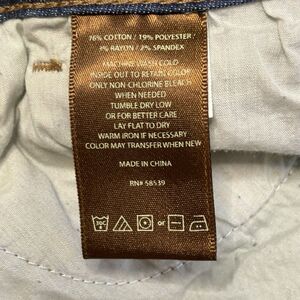 76% COTTON / 19% POLYESTER /
3% RAYON / 2% SPANDEX
MACHINE WASH COLD
INSIDE OUT TO RETAIN COLOR
ONLY NON-CHLORINE BLEACH
WHEN NEEDED
TUMBLE DRY LOW
OR FOR BETTER CARE
LAY FLAT TO DRY
WARM IRON IF NECESSARY
COLOR MAY TRANSFER WHEN NEW
MADE IN CHINA
RN# 58539
30C or